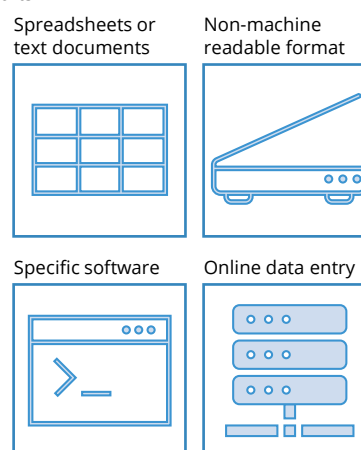 Spreadsheets or
text documents
Non-machine
readable format
Specific software
Online data entry